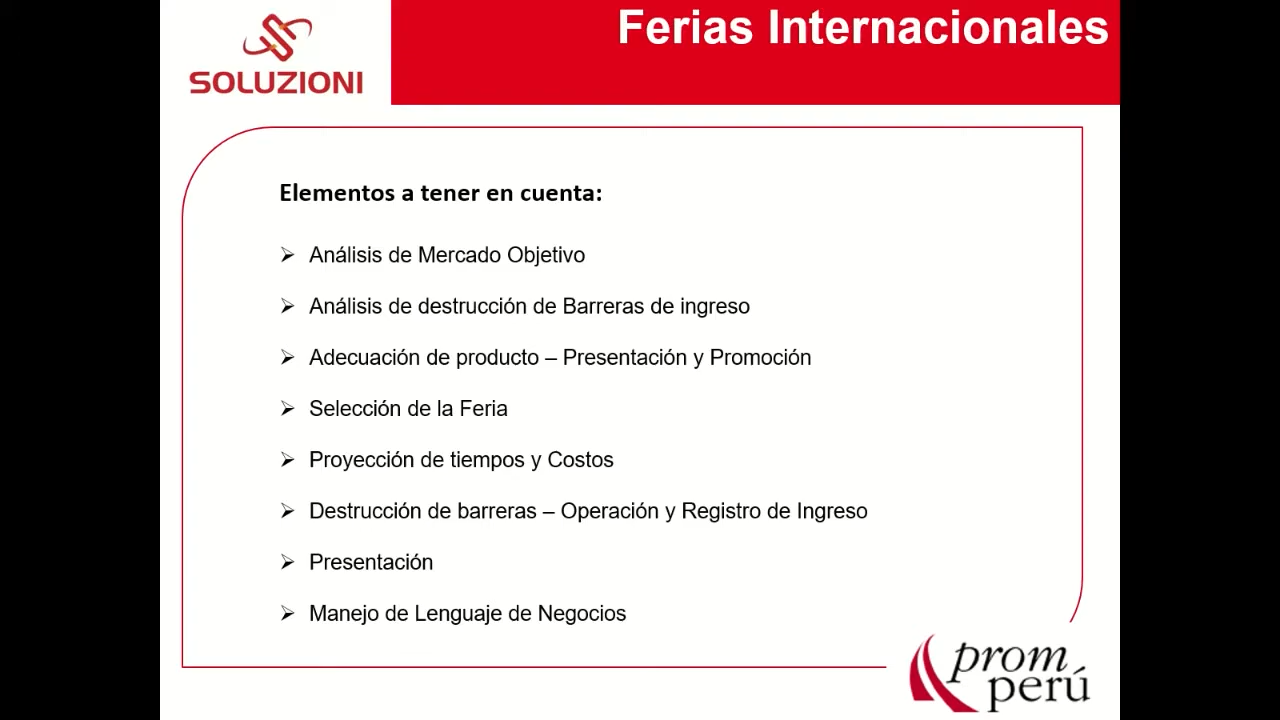 SOLUZIONI
Ferias Internacionales
Elementos a tener en cuenta:
Análisis de Mercado Objetivo
Análisis de destrucción de Barreras de ingreso
Adecuación de producto – Presentación y Promoción
Selección de la Feria
Proyección de tiempos y Costos
Destrucción de barreras – Operación y Registro de Ingreso
Presentación
Manejo de Lenguaje de Negocios
prom
perú